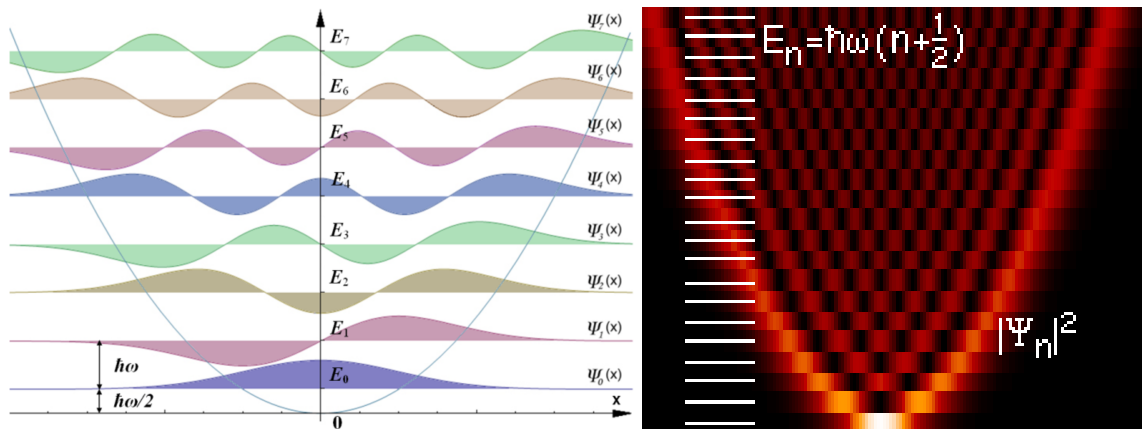 E₇ Ψ₇(x)
E₆ Ψ₆(x)
E₅ Ψ₅(x)
E₄ Ψ₄(x)
E₃ Ψ₃(x)
E₂ Ψ₂(x)
E₁ Ψ₁(x)
ħω
E₀ Ψ₀(x)
ħω/2
x
0
Eₙ=ħω(n+1/2)
|Ψₙ|²